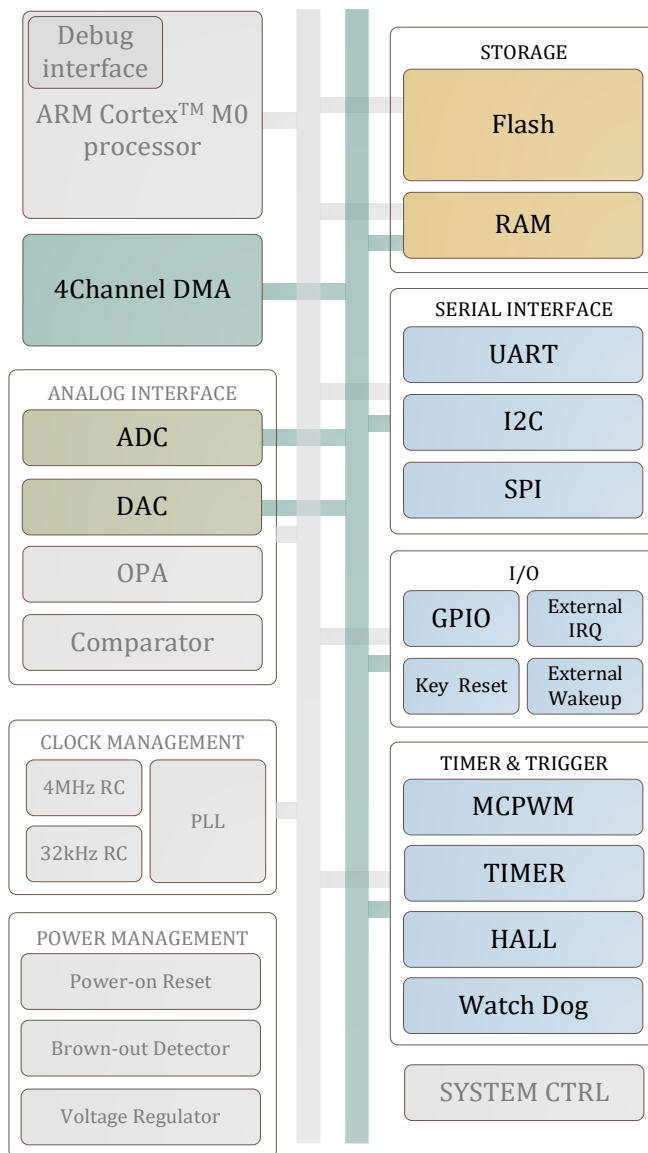 Debug
interface
ARM Cortex™ M0
processor
4Channel DMA
ANALOG INTERFACE
ADC
DAC
OPA
Comparator
CLOCK MANAGEMENT
4MHz RC
32kHz RC
PLL
POWER MANAGEMENT
Power-on Reset
Brown-out Detector
Voltage Regulator
STORAGE
Flash
RAM
SERIAL INTERFACE
UART
I2C
SPI
I/O
GPIO
External
IRQ
Key Reset
External
Wakeup
TIMER & TRIGGER
MCPWM
TIMER
HALL
Watch Dog
SYSTEM CTRL